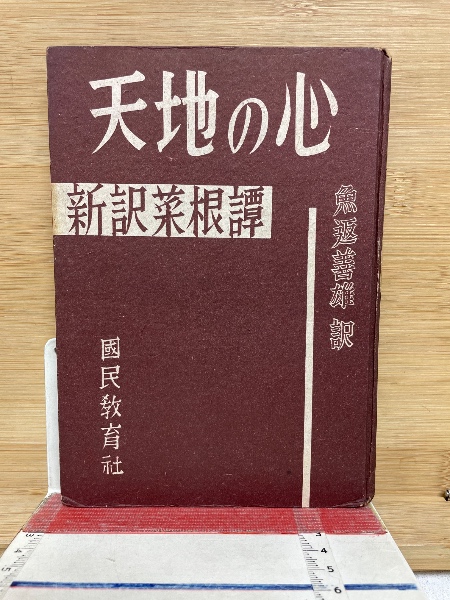 天地の心
新訳菜根譚
魚返善雄 訳
國民教育社